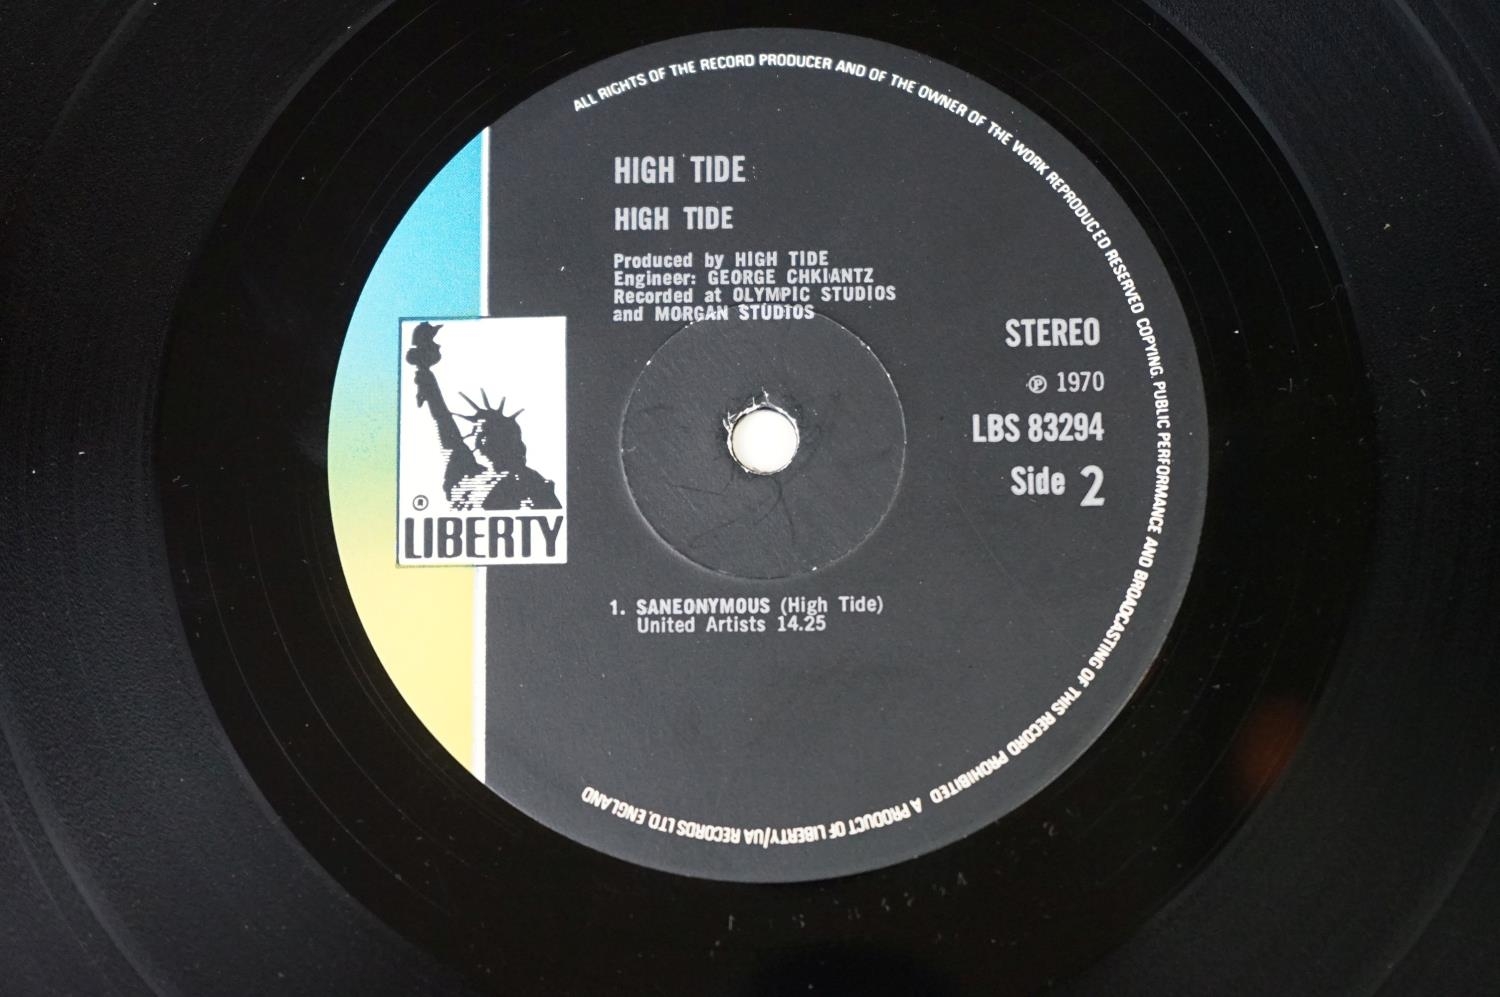 ALL RIGHTS OF THE RECORD PRODUCER AND OF THE OWNER OF THE WORK REPRODUCED RESERVED COPYING. PUBLIC PERFORMANCE AND BROADCASTING OF THIS RECORD PROHIBITED A PRODUCT OF LIBERTY/UA RECORDS LTD. ENGLAND
HIGH TIDE
HIGH TIDE
Produced by HIGH TIDE
Engineer: GEORGE CHKIANTZ
Recorded at OLYMPIC STUDIOS
and MORGAN STUDIOS
STEREO
℗ 1970
LBS 83294
Side 2
®
LIBERTY
1. SANEONYMOUS (High Tide)
United Artists 14.25